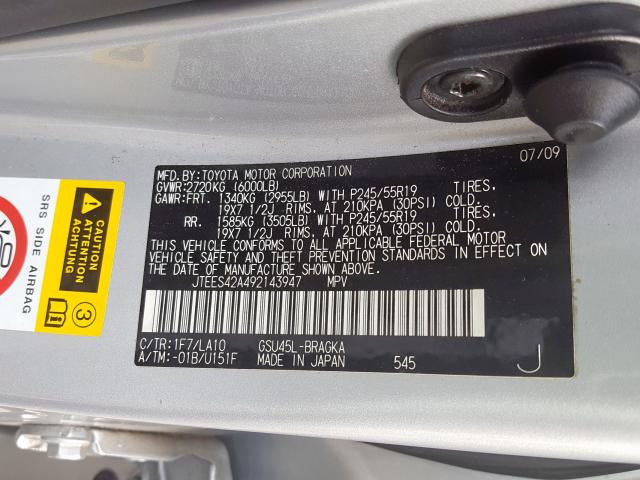 07/09
MFD. BY: TOYOTA MOTOR CORPORATION
GVWR: 2720KG (6000LB)
GAWR: FRT. 1340KG (2955LB) WITH P245/55R19 TIRES,
19X7 1/2J RIMS, AT 210KPA (30PSI) COLD.
RR. 1585KG (3505LB) WITH P245/55R19 TIRES,
19X7 1/2J RIMS, AT 210KPA (30PSI) COLD.
THIS VEHICLE CONFORMS TO ALL APPLICABLE FEDERAL MOTOR
VEHICLE SAFETY AND THEFT PREVENTION STANDARDS IN EFFECT ON
THE DATE OF MANUFACTURE SHOWN ABOVE.
JTEES42A492143947 MPV
C/TR: 1F7/LA10 GSU45L-BRAGKA
A/TM: -01B/U151F MADE IN JAPAN 545 J
CAUTION
ATTENTION
ACHTUNG
3
SRS SIDE AIRBAG